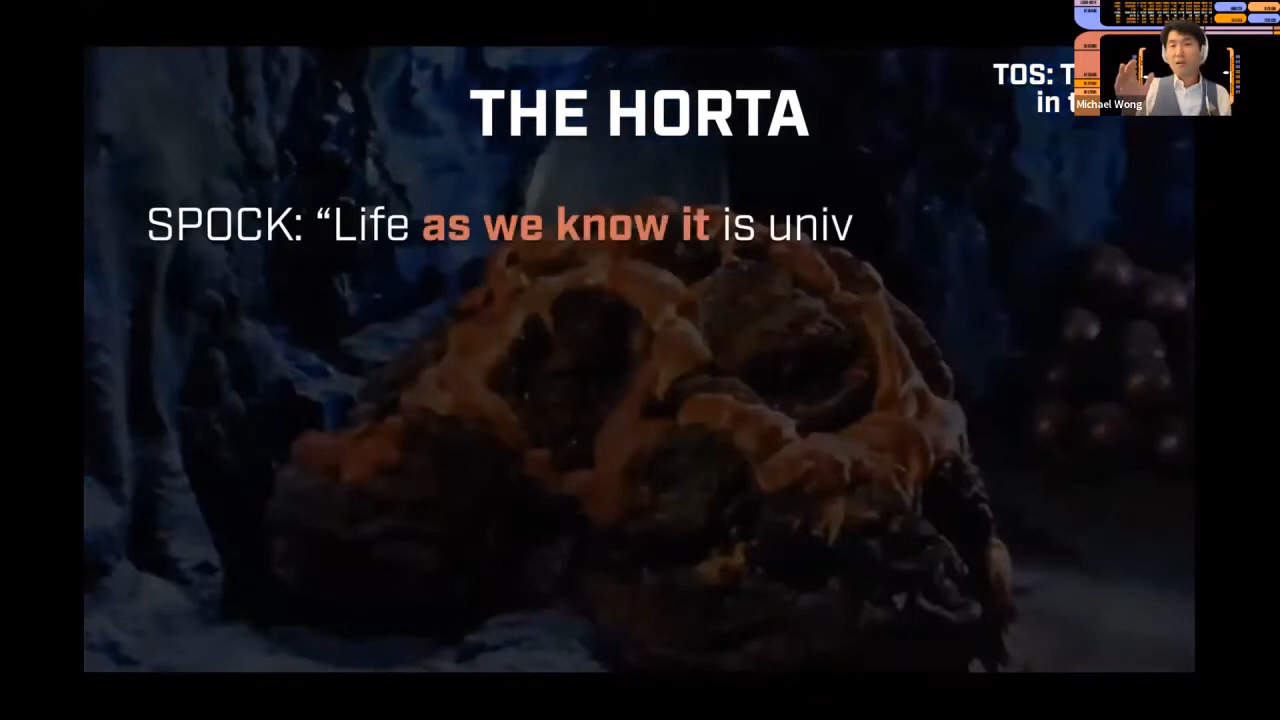 THE HORTA
TOS: T
in t
Michael Wong
SPOCK: “Life as we know it is univ